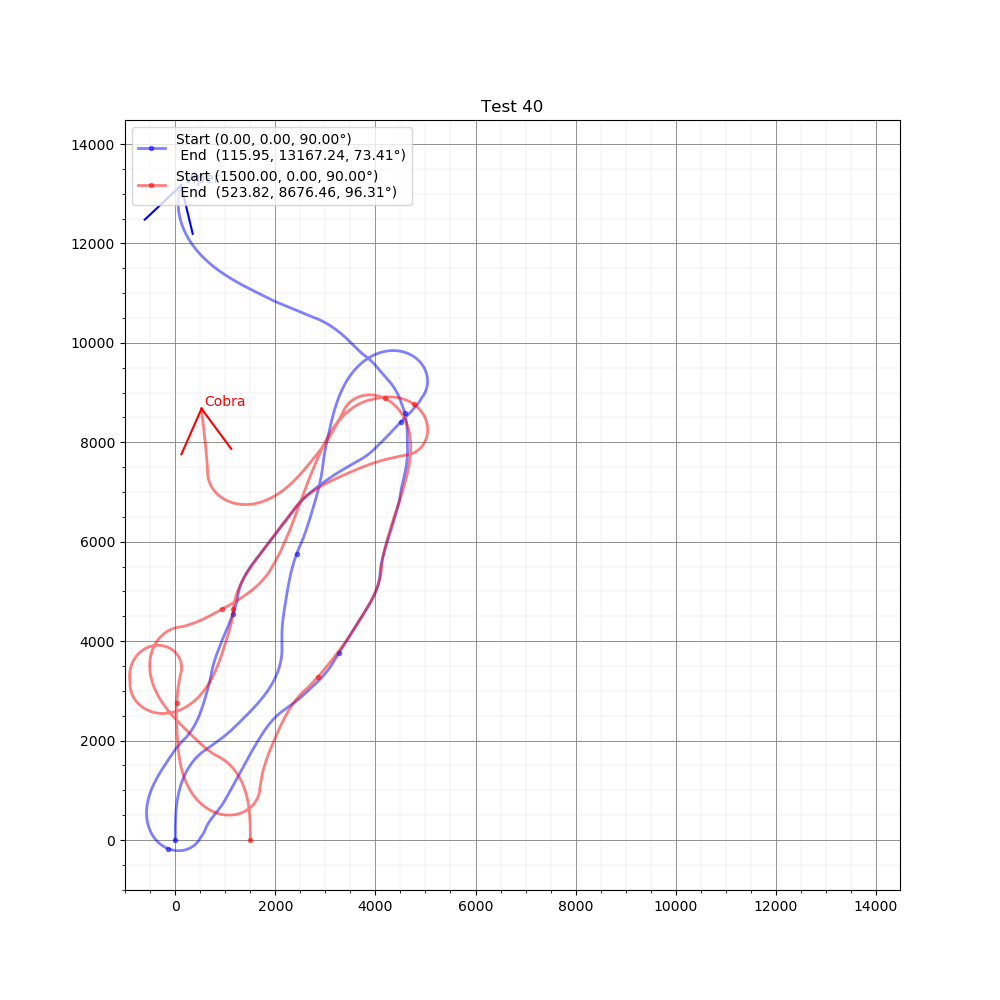 Test 40
Start (0.00, 0.00, 90.00°)
End  (115.95, 13167.24, 73.41°)
Start (1500.00, 0.00, 90.00°)
End  (523.82, 8676.46, 96.31°)
Cobra
14000
12000
10000
8000
6000
4000
2000
0
0 2000 4000 6000 8000 10000 12000 14000